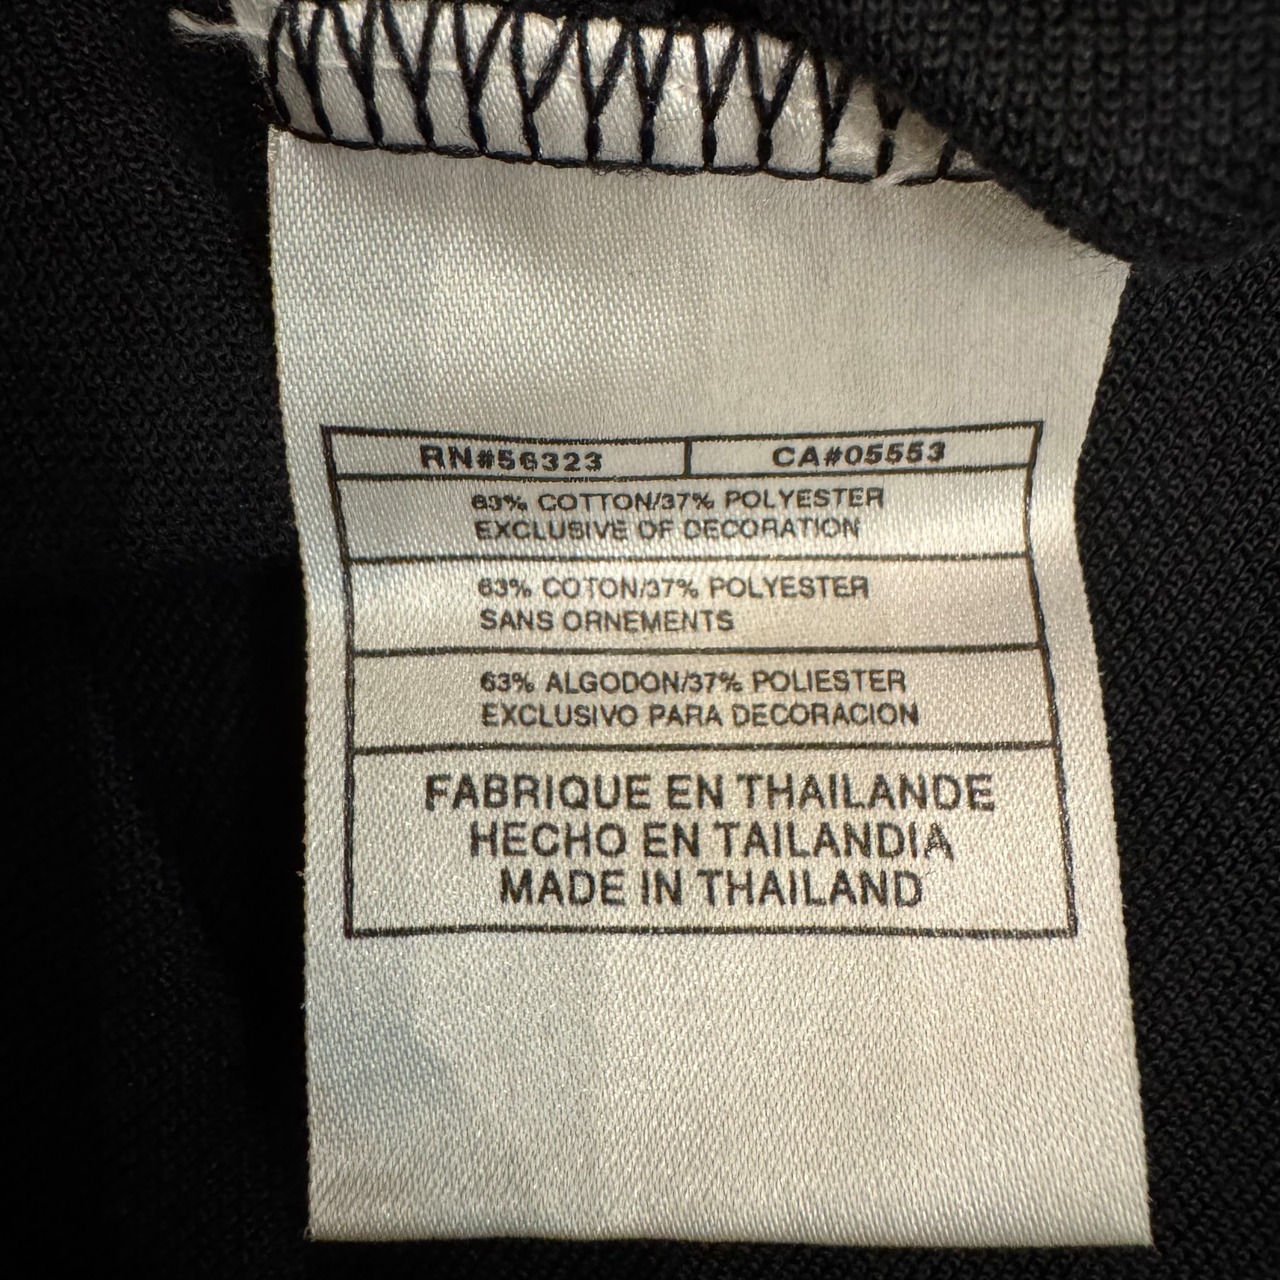 RN#56323 CA#05553
63% COTTON/37% POLYESTER
EXCLUSIVE OF DECORATION
63% COTON/37% POLYESTER
SANS ORNEMENTS
63% ALGODON/37% POLIESTER
EXCLUSIVO PARA DECORACION
FABRIQUE EN THAILANDE
HECHO EN TAILANDIA
MADE IN THAILAND